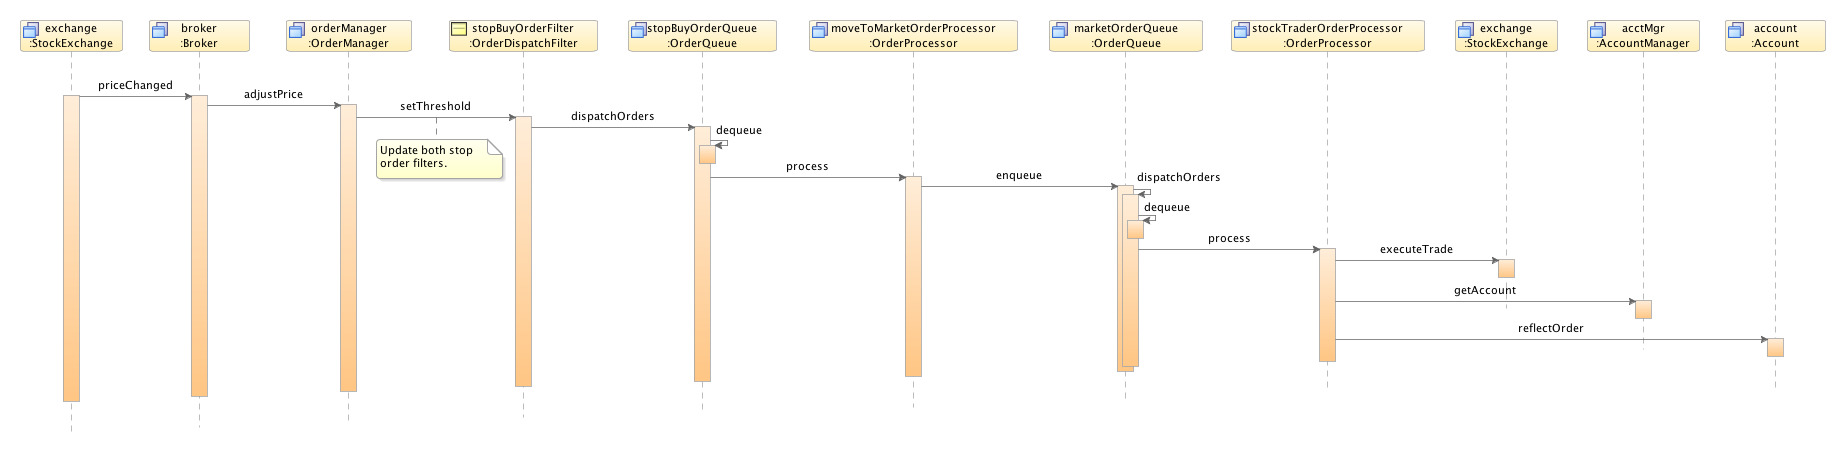 exchange
:StockExchange
broker
:Broker
orderManager
:OrderManager
stopBuyOrderFilter
:OrderDispatchFilter
stopBuyOrderQueue
:OrderQueue
moveToMarketOrderProcessor
:OrderProcessor
marketOrderQueue
:OrderQueue
stockTraderOrderProcessor
:OrderProcessor
exchange
:StockExchange
acctMgr
:AccountManager
account
:Account
priceChanged
adjustPrice
setThreshold
Update both stop
order filters.
dispatchOrders
dequeue
process
enqueue
dispatchOrders
dequeue
process
executeTrade
getAccount
reflectOrder